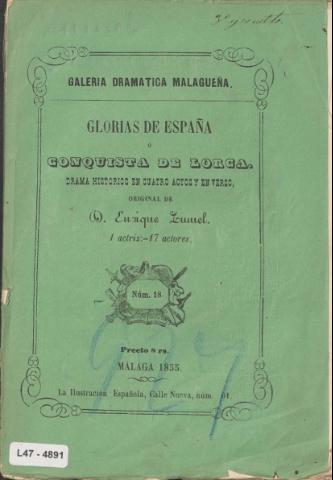 GALERIA DRAMATICA MALAGUEÑA.
GLORIAS DE ESPAÑA
Ó
CONQUISTA DE LORCA.
DRAMA HISTORICO EN CUATRO ACTOS Y EN VERSO,
ORIGINAL DE
D. Enrique Zumel.
1 actriz:–17 actores.
Núm. 18
Precio 8 rs.
MÁLAGA 1855.
La Ilustracion Española, Calle Nueva, núm. 61.
L47 - 4891